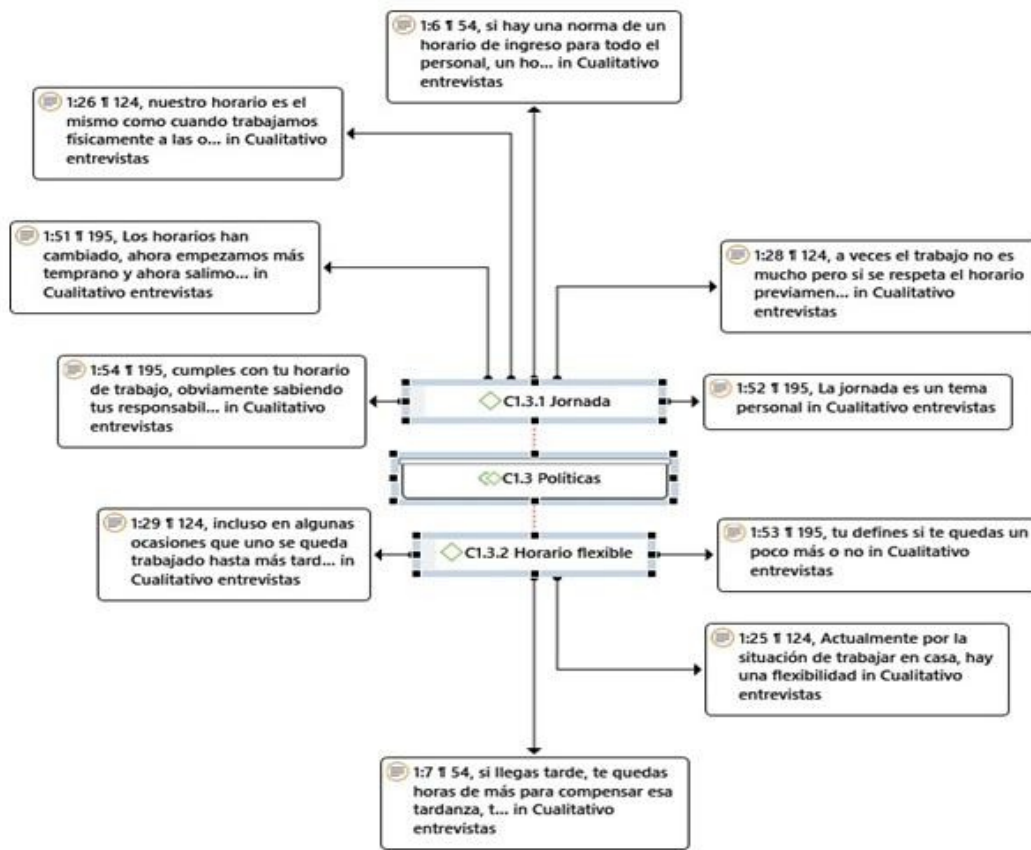 1:6 ¶ 54, si hay una norma de un
horario de ingreso para todo el
personal, un ho... in Cualitativo
entrevistas
1:26 ¶ 124, nuestro horario es el
mismo como cuando trabajamos
físicamente a las o... in Cualitativo
entrevistas
1:51 ¶ 195, Los horarios han
cambiado, ahora empezamos más
temprano y ahora salimo... in
Cualitativo entrevistas
1:28 ¶ 124, a veces el trabajo no es
mucho pero si se respeta el horario
previamen... in Cualitativo
entrevistas
1:54 ¶ 195, cumples con tu horario
de trabajo, obviamente sabiendo
tus responsabil... in Cualitativo
entrevistas
C1.3.1 Jornada
1:52 ¶ 195, La jornada es un tema
personal in Cualitativo entrevistas
C1.3 Políticas
1:29 ¶ 124, incluso en algunas
ocasiones que uno se queda
trabajado hasta más tard... in
Cualitativo entrevistas
C1.3.2 Horario flexible
1:53 ¶ 195, tu defines si te quedas un
poco más o no in Cualitativo
entrevistas
1:25 ¶ 124, Actualmente por la
situación de trabajar en casa, hay
una flexibilidad in Cualitativo
entrevistas
1:7 ¶ 54, si llegas tarde, te quedas
horas de más para compensar esa
tardanza, t... in Cualitativo
entrevistas